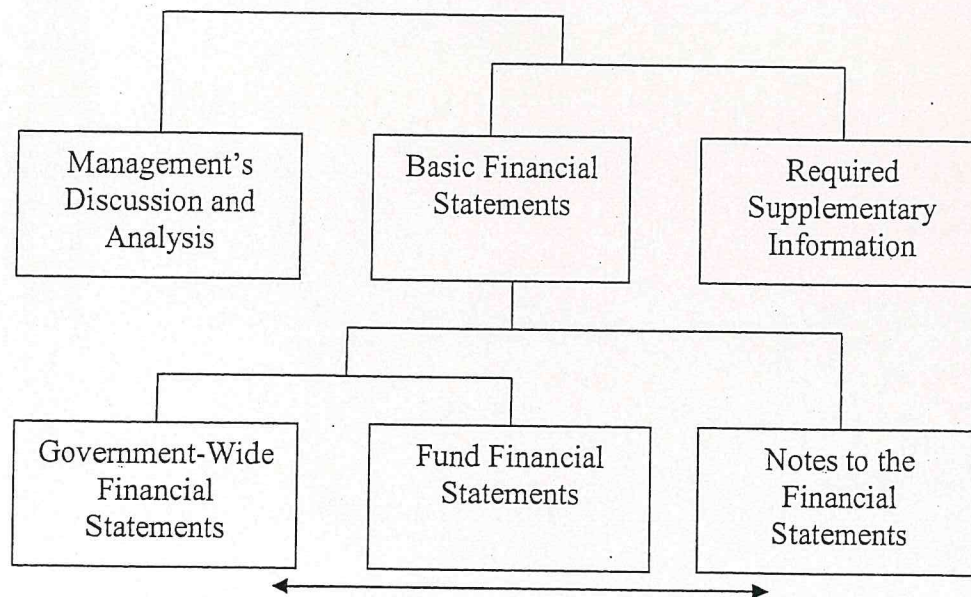 Management's
Discussion and
Analysis
Basic Financial
Statements
Required
Supplementary
Information
Government-Wide
Financial
Statements
Fund Financial
Statements
Notes to the
Financial
Statements